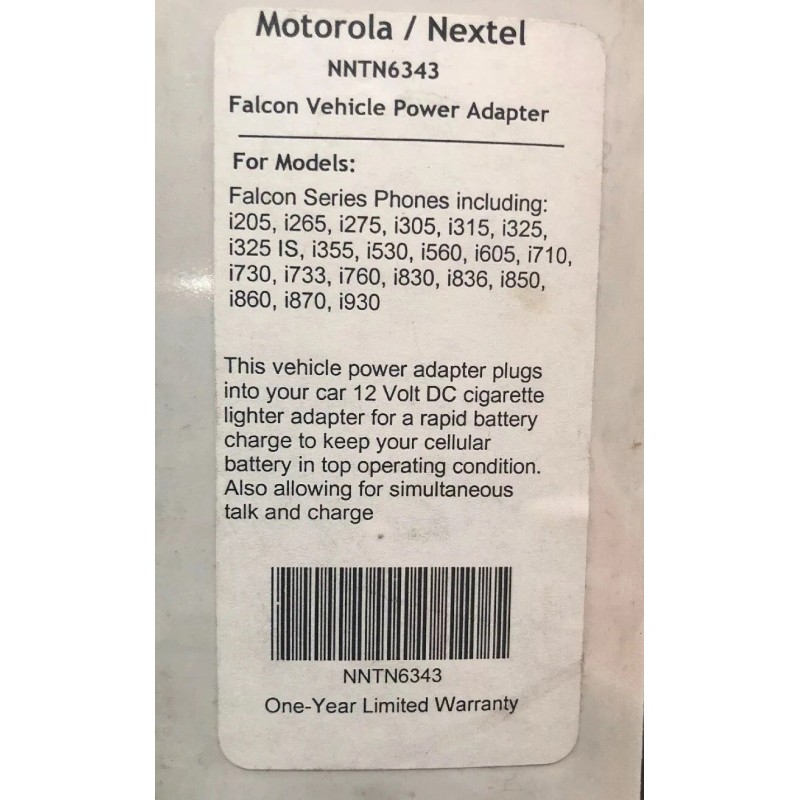 Motorola / Nextel
NNTN6343
Falcon Vehicle Power Adapter
For Models:
Falcon Series Phones including:
i205, i265, i275, i305, i315, i325,
i325 IS, i355, i530, i560, i605, i710,
i730, i733, i760, i830, i836, i850,
i860, i870, i930
This vehicle power adapter plugs
into your car 12 Volt DC cigarette
lighter adapter for a rapid battery
charge to keep your cellular
battery in top operating condition.
Also allowing for simultaneous
talk and charge
NNTN6343
One-Year Limited Warranty